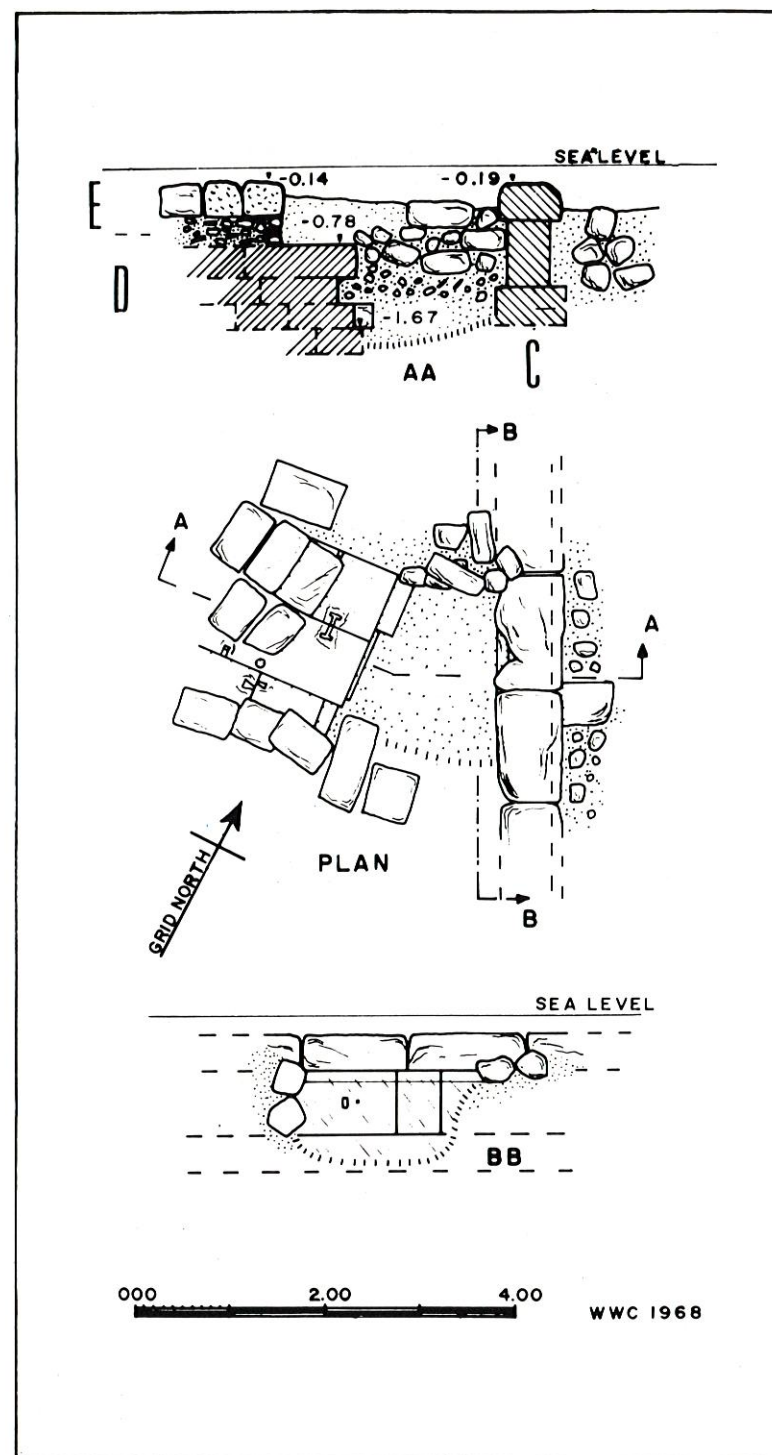 SEA LEVEL
-0.14 -0.19
E
-0.78
D
-1.67
AA
C
B
A
A
PLAN
GRID NORTH
B
SEA LEVEL
BB
000 2.00 4.00
WWC 1968